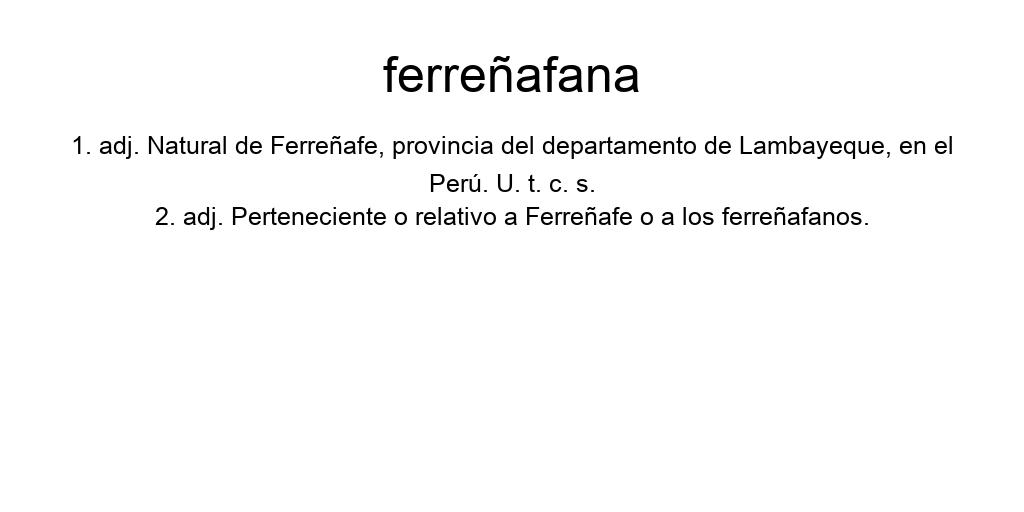 ferreñafana
1. adj. Natural de Ferreñafe, provincia del departamento de Lambayeque, en el
Perú. U. t. c. s.
2. adj. Perteneciente o relativo a Ferreñafe o a los ferreñafanos.